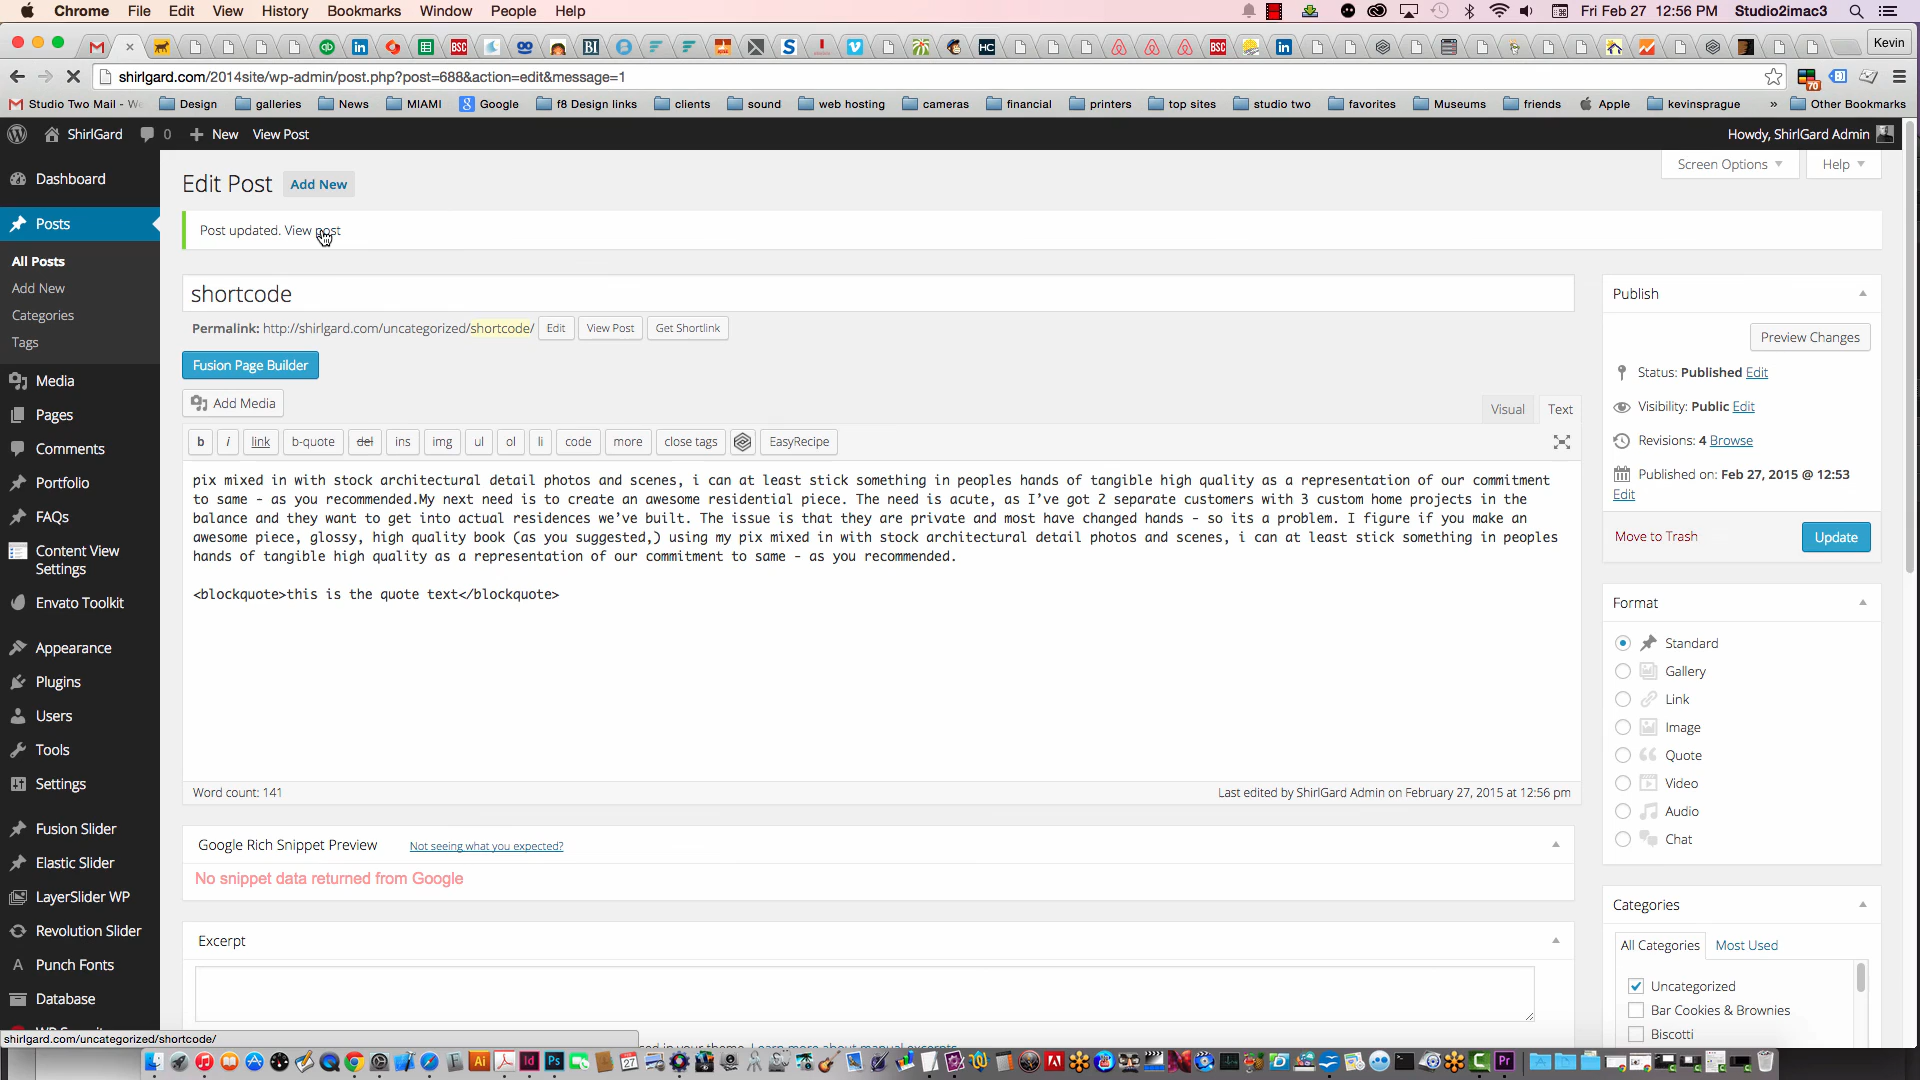 Chrome File Edit View History Bookmarks Window People Help Fri Feb 27 12:56 PM Studio2imac3
Kevin
shirlgard.com/2014site/wp-admin/post.php?post=688&action=edit&message=1
Studio Two Mail - W Design galleries News MIAMI Google f8 Design links clients sound web hosting cameras financial printers top sites studio two favorites Museums friends Apple kevinsprague » Other Bookmarks
ShirlGard 0 New View Post Howdy, ShirlGard Admin
Screen Options Help
Dashboard
Posts
All Posts
Add New
Categories
Tags
Media
Pages
Comments
Portfolio
FAQs
Content View
Settings
Envato Toolkit
Appearance
Plugins
Users
Tools
Settings
Fusion Slider
Elastic Slider
LayerSlider WP
Revolution Slider
Punch Fonts
Database
Edit Post Add New
Post updated. View post
shortcode
Permalink: http://shirlgard.com/uncategorized/shortcode/ Edit View Post Get Shortlink
Fusion Page Builder
Add Media
Visual Text
b i link b-quote del ins img ul ol li code more close tags EasyRecipe
pix mixed in with stock architectural detail photos and scenes, i can at least stick something in peoples hands of tangible high quality as a representation of our commitment
to same - as you recommended.My next need is to create an awesome residential piece. The need is acute, as I've got 2 separate customers with 3 custom home projects in the
balance and they want to get into actual residences we've built. The issue is that they are private and most have changed hands - so its a problem. I figure if you make an
awesome piece, glossy, high quality book (as you suggested,) using my pix mixed in with stock architectural detail photos and scenes, i can at least stick something in peoples
hands of tangible high quality as a representation of our commitment to same - as you recommended.
<blockquote>this is the quote text</blockquote>
Word count: 141 Last edited by ShirlGard Admin on February 27, 2015 at 12:56 pm
Google Rich Snippet Preview Not seeing what you expected?
No snippet data returned from Google
Excerpt
Publish
Preview Changes
Status: Published Edit
Visibility: Public Edit
Revisions: 4 Browse
Published on: Feb 27, 2015 @ 12:53
Edit
Move to Trash Update
Format
Standard
Gallery
Link
Image
Quote
Video
Audio
Chat
Categories
All Categories Most Used
Uncategorized
Bar Cookies & Brownies
Biscotti
shirlgard.com/uncategorized/shortcode/